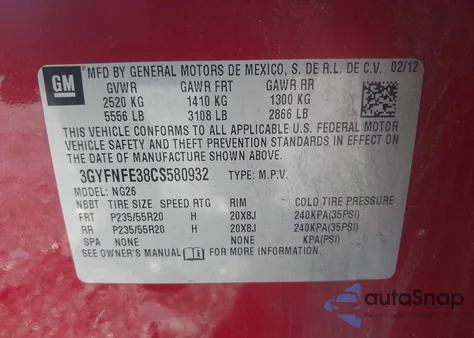 GM
MFD BY GENERAL MOTORS DE MEXICO, S. DE R.L. DE C.V. 02/12
GVWR GAWR FRT GAWR RR
2520 KG 1410 KG 1300 KG
5556 LB 3108 LB 2866 LB
THIS VEHICLE CONFORMS TO ALL APPLICABLE U.S. FEDERAL MOTOR
VEHICLE SAFETY AND THEFT PREVENTION STANDARDS IN EFFECT
ON THE DATE OF MANUFACTURE SHOWN ABOVE.
3GYFNFE38CS580932 TYPE: M.P.V.
MODEL: NG26
NBBT TIRE SIZE SPEED RTG RIM COLD TIRE PRESSURE
FRT P235/55R20 H 20X8J 240KPA(35PSI)
RR P235/55R20 H 20X8J 240KPA(35PSI)
SPA NONE NONE KPA(PSI)
SEE OWNER'S MANUAL FOR ADDITIONAL INFORMATION.
autaSnap